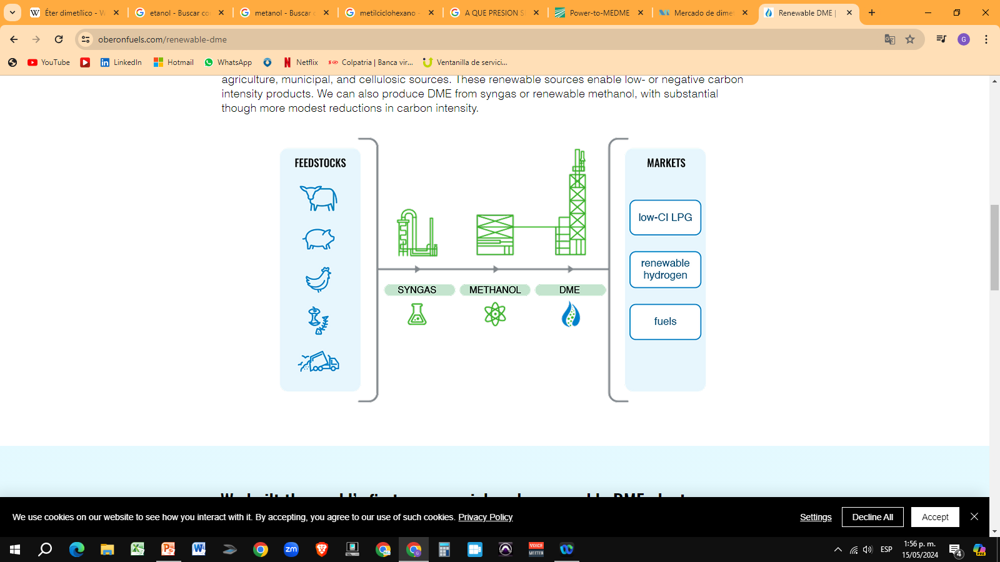 Éter dimetílico - W
etanol - Buscar co
metanol - Buscar
metilciclohexano -
A QUE PRESION S
Power-to-MEDME
Mercado de dime
Renewable DME |
oberonfuels.com/renewable-dme
G
YouTube
LinkedIn
Hotmail
WhatsApp
Netflix
Colpatria | Banca vir...
Ventanilla de servici...
agriculture, municipal, and cellulosic sources. These renewable sources enable low- or negative carbon
intensity products. We can also produce DME from syngas or renewable methanol, with substantial
though more modest reductions in carbon intensity.
FEEDSTOCKS
MARKETS
low-CI LPG
renewable
hydrogen
fuels
SYNGAS
METHANOL
DME
We use cookies on our website to see how you interact with it. By accepting, you agree to our use of such cookies. Privacy Policy
Settings
Decline All
Accept
zm
VOICE
MEETER
ESP
1:56 p. m.
15/05/2024
4